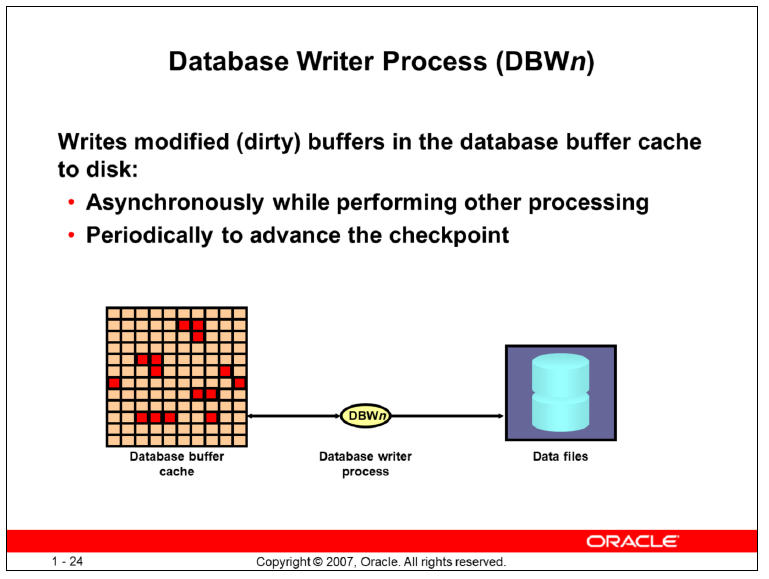 Database Writer Process (DBWn)
Writes modified (dirty) buffers in the database buffer cache
to disk:
• Asynchronously while performing other processing
• Periodically to advance the checkpoint
DBWn
Database buffer
cache
Database writer
process
Data files
ORACLE
1 - 24
Copyright © 2007, Oracle. All rights reserved.